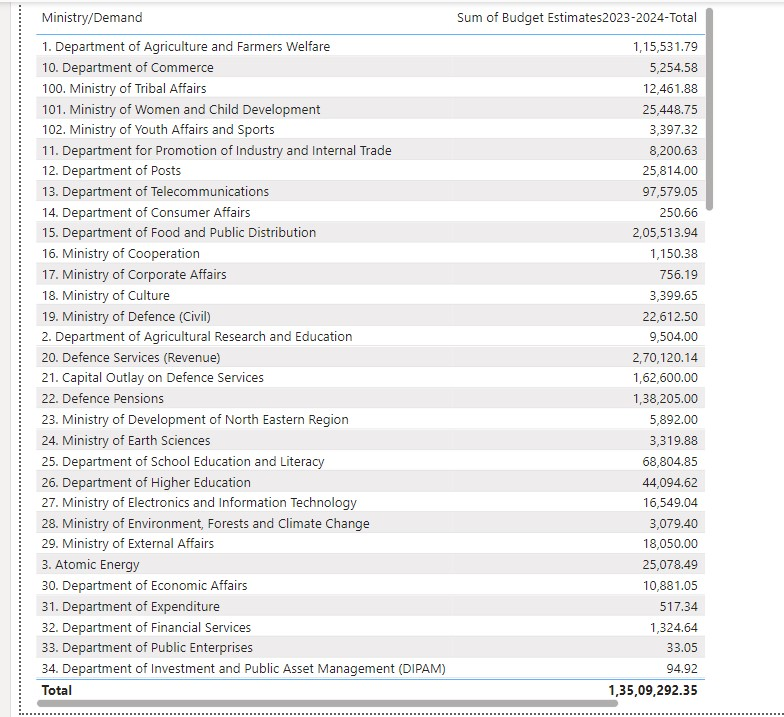 Ministry/Demand Sum of Budget Estimates2023-2024-Total
1. Department of Agriculture and Farmers Welfare 1,15,531.79
10. Department of Commerce 5,254.58
100. Ministry of Tribal Affairs 12,461.88
101. Ministry of Women and Child Development 25,448.75
102. Ministry of Youth Affairs and Sports 3,397.32
11. Department for Promotion of Industry and Internal Trade 8,200.63
12. Department of Posts 25,814.00
13. Department of Telecommunications 97,579.05
14. Department of Consumer Affairs 250.66
15. Department of Food and Public Distribution 2,05,513.94
16. Ministry of Cooperation 1,150.38
17. Ministry of Corporate Affairs 756.19
18. Ministry of Culture 3,399.65
19. Ministry of Defence (Civil) 22,612.50
2. Department of Agricultural Research and Education 9,504.00
20. Defence Services (Revenue) 2,70,120.14
21. Capital Outlay on Defence Services 1,62,600.00
22. Defence Pensions 1,38,205.00
23. Ministry of Development of North Eastern Region 5,892.00
24. Ministry of Earth Sciences 3,319.88
25. Department of School Education and Literacy 68,804.85
26. Department of Higher Education 44,094.62
27. Ministry of Electronics and Information Technology 16,549.04
28. Ministry of Environment, Forests and Climate Change 3,079.40
29. Ministry of External Affairs 18,050.00
3. Atomic Energy 25,078.49
30. Department of Economic Affairs 10,881.05
31. Department of Expenditure 517.34
32. Department of Financial Services 1,324.64
33. Department of Public Enterprises 33.05
34. Department of Investment and Public Asset Management (DIPAM) 94.92
Total 1,35,09,292.35